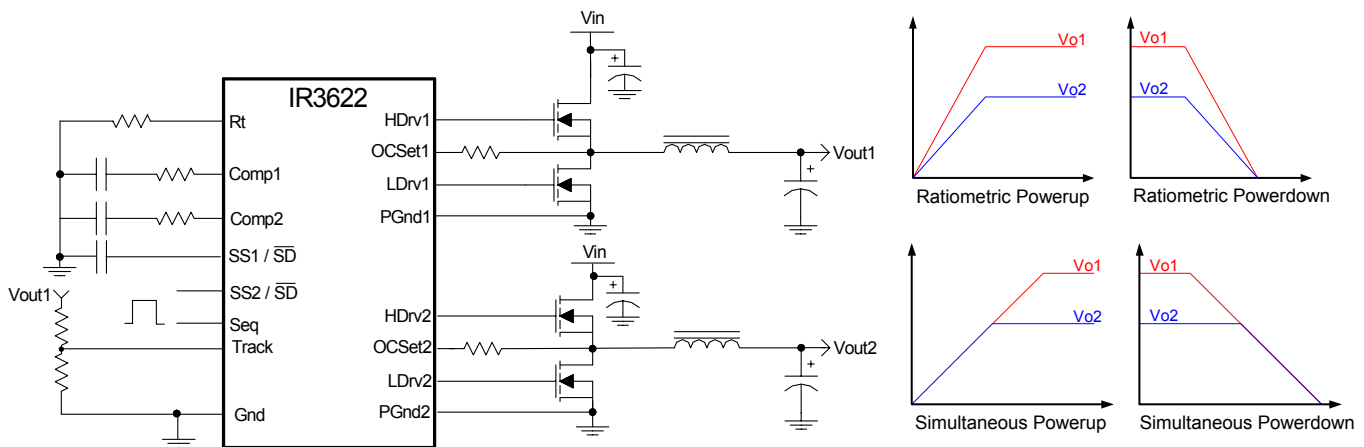 IR3622
Rt
Comp1
Comp2
SS1 / SD
SS2 / SD
Seq
Track
Gnd
Vout1
HDrv1
OCSet1
LDrv1
PGnd1
HDrv2
OCSet2
LDrv2
PGnd2
Vin
+
+
Vout1
Vin
+
+
Vout2
Vo1
Vo2
Ratiometric Powerup
Vo1
Vo2
Ratiometric Powerdown
Vo1
Vo2
Simultaneous Powerup
Vo1
Vo2
Simultaneous Powerdown